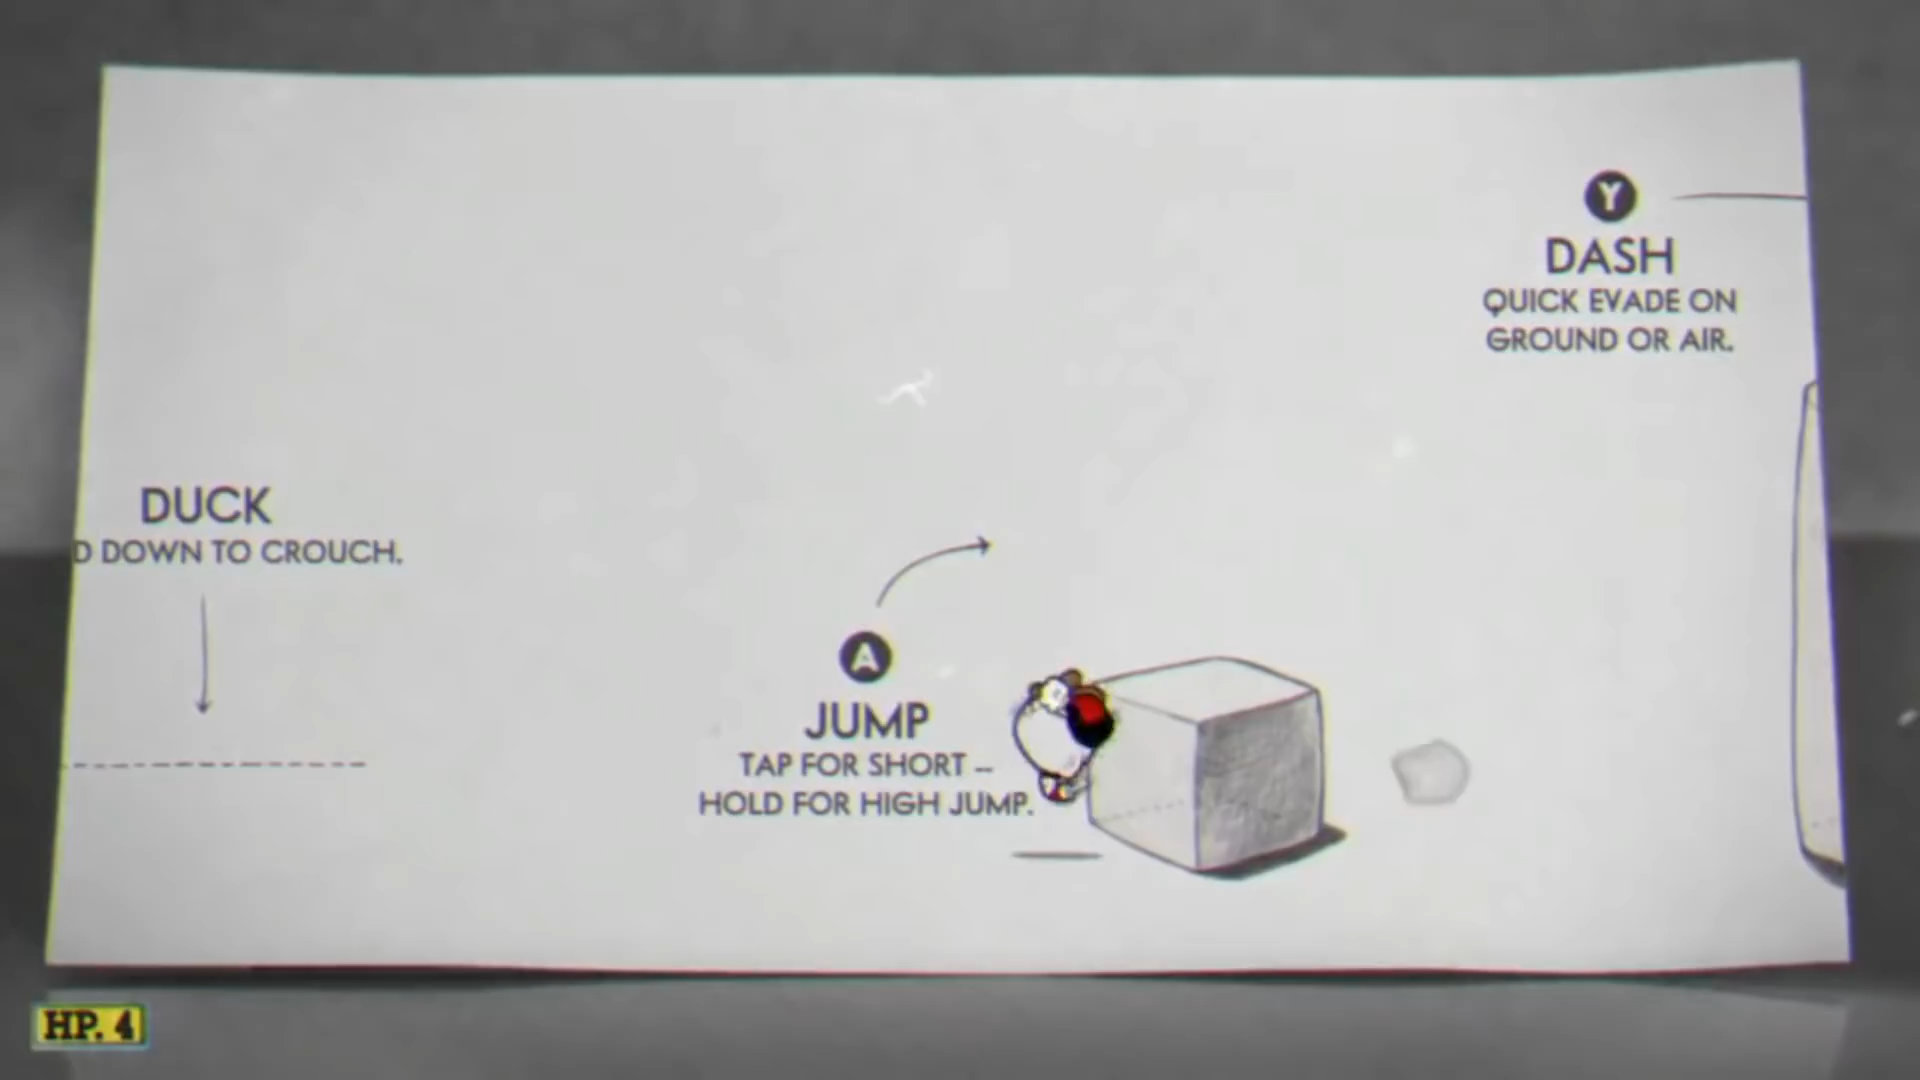 Y
DASH
QUICK EVADE ON
GROUND OR AIR.
DUCK
D DOWN TO CROUCH.
A
JUMP
TAP FOR SHORT –
HOLD FOR HIGH JUMP.
HP. 4